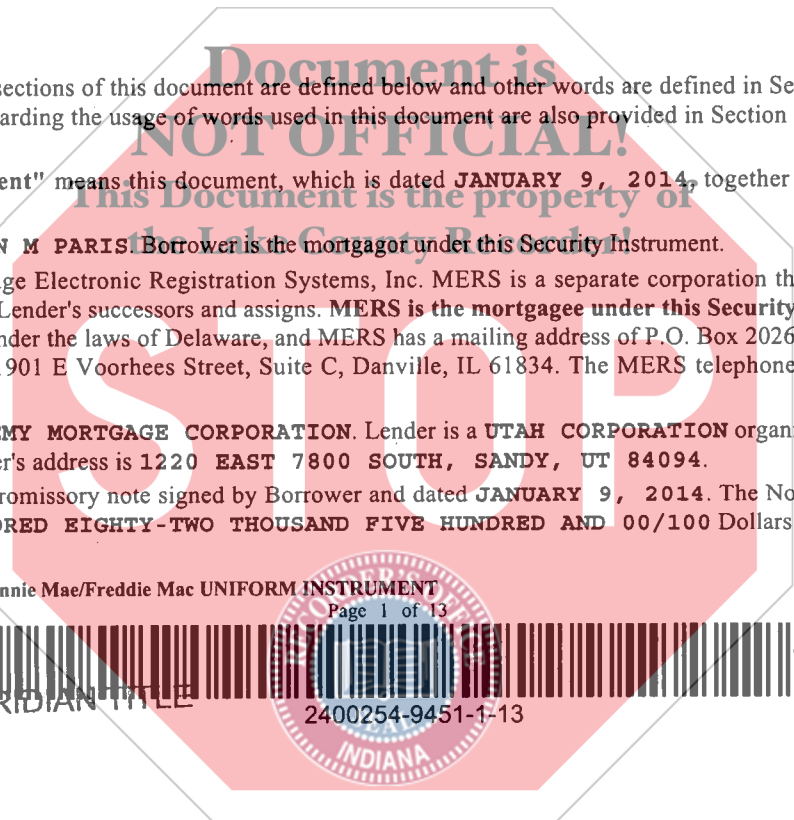 Document is
sections of this document are defined below and other words are defined in Se
arding the usage of words used in this document are also provided in Section
NOT OFFICIAL!
ent" means this document, which is dated JANUARY 9, 2014, together
This Document is the property of
N M PARIS. Borrower is the mortgagor under this Security Instrument.
the Lake County Recorder!
ge Electronic Registration Systems, Inc. MERS is a separate corporation th
Lender's successors and assigns. MERS is the mortgagee under this Security
nder the laws of Delaware, and MERS has a mailing address of P.O. Box 2026
1901 E Voorhees Street, Suite C, Danville, IL 61834. The MERS telephone
STOP
MY MORTGAGE CORPORATION. Lender is a UTAH CORPORATION organ
r's address is 1220 EAST 7800 SOUTH, SANDY, UT 84094.
romissory note signed by Borrower and dated JANUARY 9, 2014. The No
RED EIGHTY-TWO THOUSAND FIVE HUNDRED AND 00/100 Dollars
nnie Mae/Freddie Mac UNIFORM INSTRUMENT
Page 1 of 13
RECORDER'S OFFICE
SEAL
INDIANA
RIDIAN TITLE
2400254-9451-1-13